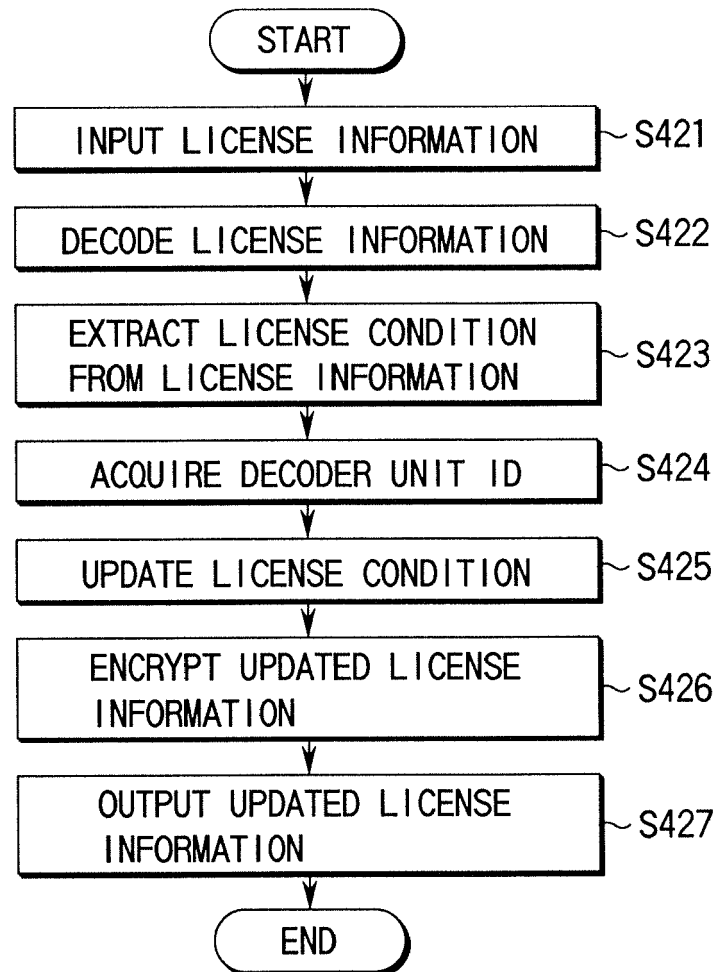 START
INPUT LICENSE INFORMATION
S421
DECODE LICENSE INFORMATION
S422
EXTRACT LICENSE CONDITION
FROM LICENSE INFORMATION
S423
ACQUIRE DECODER UNIT ID
S424
UPDATE LICENSE CONDITION
S425
ENCRYPT UPDATED LICENSE
INFORMATION
S426
OUTPUT UPDATED LICENSE
INFORMATION
S427
END